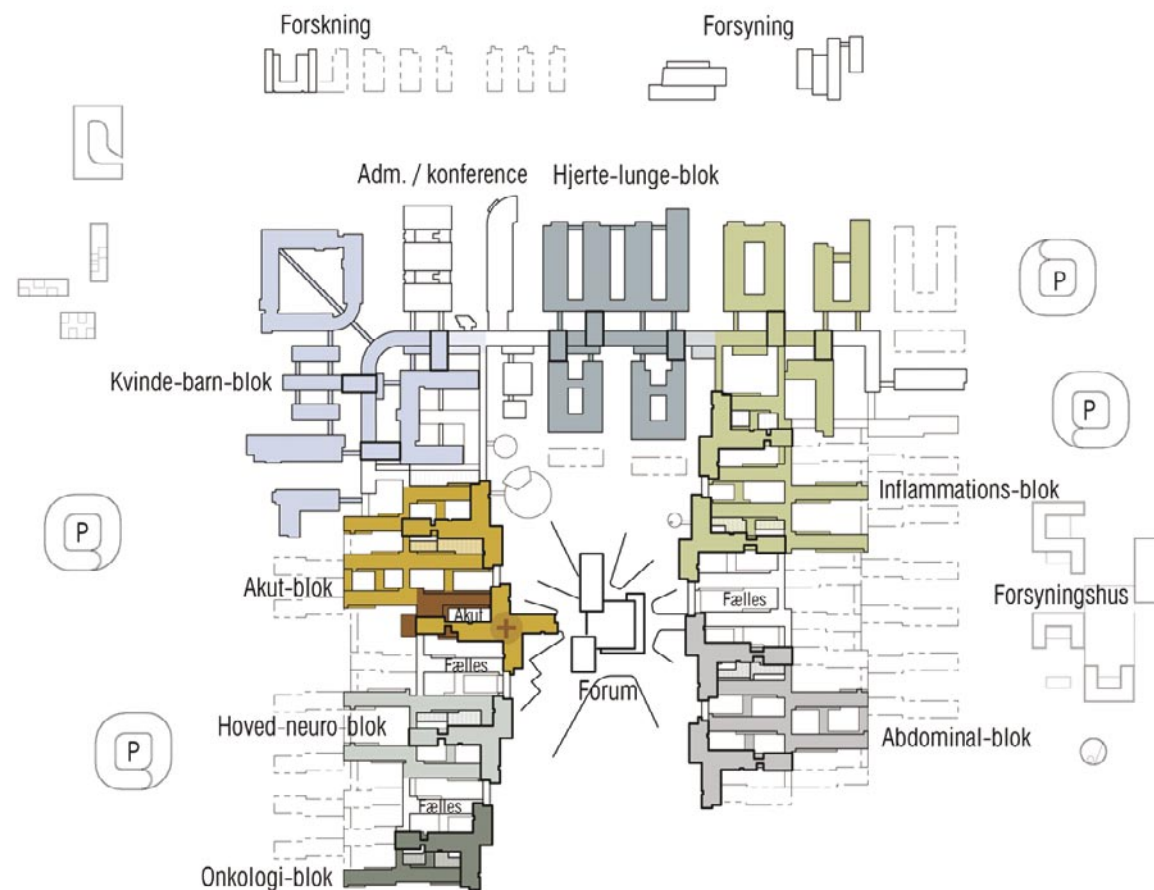 Forskning
Forsyning
Adm. / konference
Hjerte-lunge-blok
P
Kvinde-barn-blok
P
Inflammations-blok
P
Akut-blok
Fælles
Forsyningshus
Akut
Fælles
Forum
Hoved-neuro-blok
Abdominal-blok
P
Fælles
Onkologi-blok